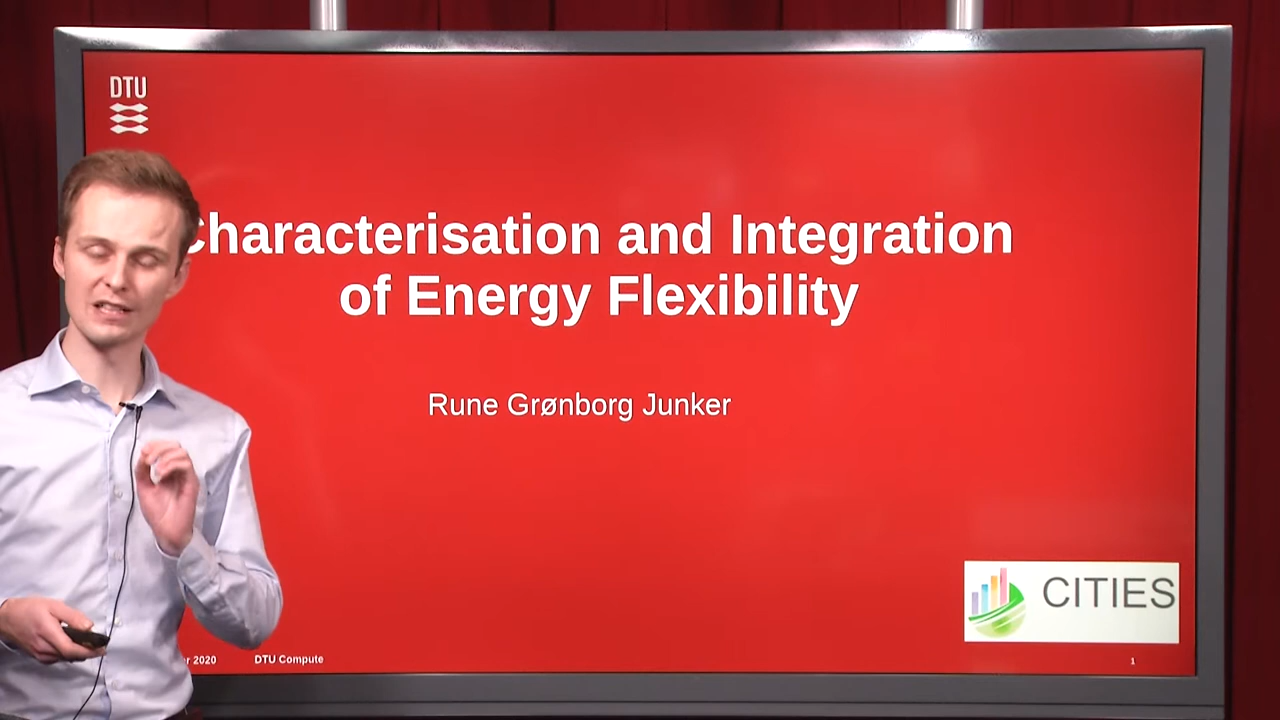 DTU
Characterisation and Integration
of Energy Flexibility
Rune Grønborg Junker
CITIES
2020 DTU Compute
1